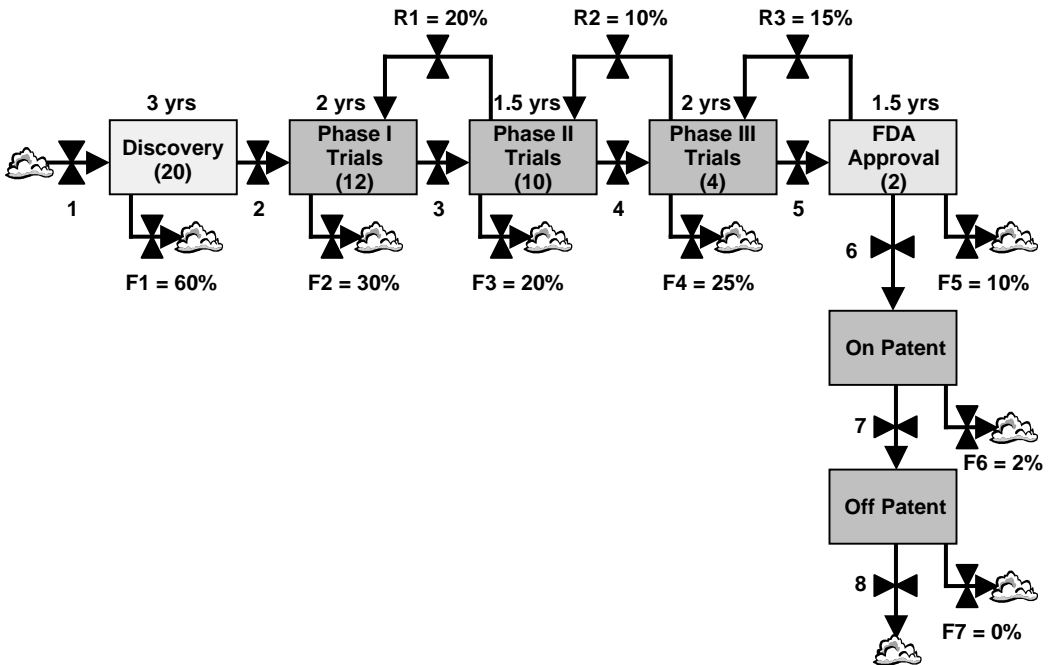 R1 = 20%
R2 = 10%
R3 = 15%
3 yrs
2 yrs
1.5 yrs
2 yrs
1.5 yrs
Discovery
(20)
Phase I
Trials
(12)
Phase II
Trials
(10)
Phase III
Trials
(4)
FDA
Approval
(2)
1
2
3
4
5
6
F1 = 60%
F2 = 30%
F3 = 20%
F4 = 25%
F5 = 10%
On Patent
7
F6 = 2%
Off Patent
8
F7 = 0%